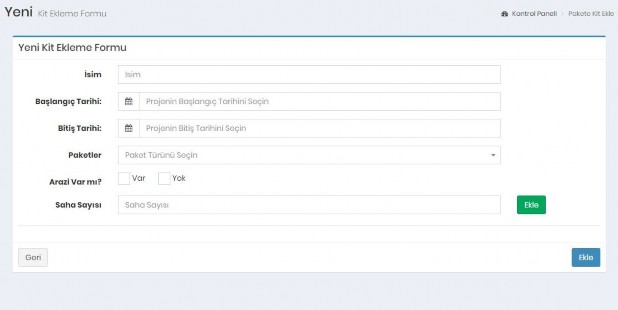 Yeni Kit Ekleme Formu
Kontrol Paneli > Pakete Kit Ekle
Yeni Kit Ekleme Formu
İsim
İsim
Başlangıç Tarihi:
Projenin Başlangıç Tarihini Seçin
Bitiş Tarihi:
Projenin Bitiş Tarihini Seçin
Paketler
Paket Türünü Seçin
Arazi Var mı?
Var
Yok
Saha Sayısı
Saha Sayısı
Ekle
Geri
Ekle